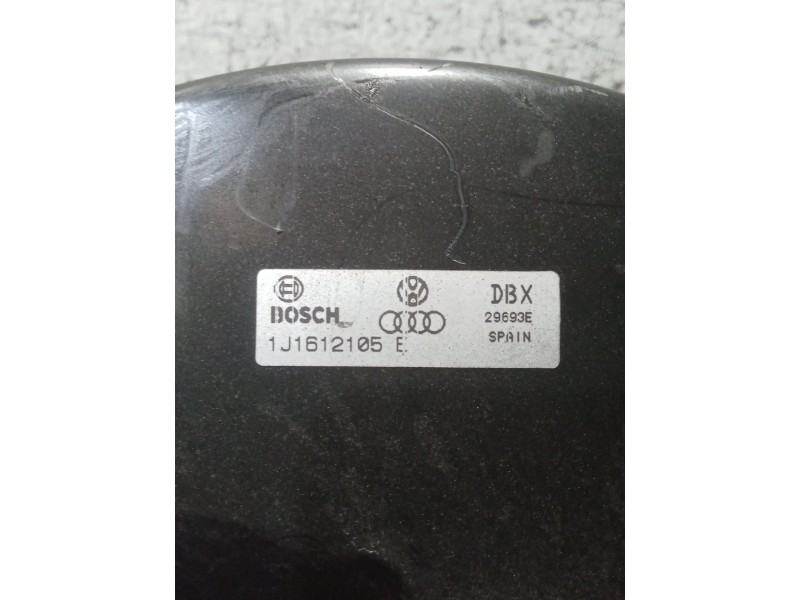 BOSCH
1J1612105 E
DBX
29693E
SPAIN